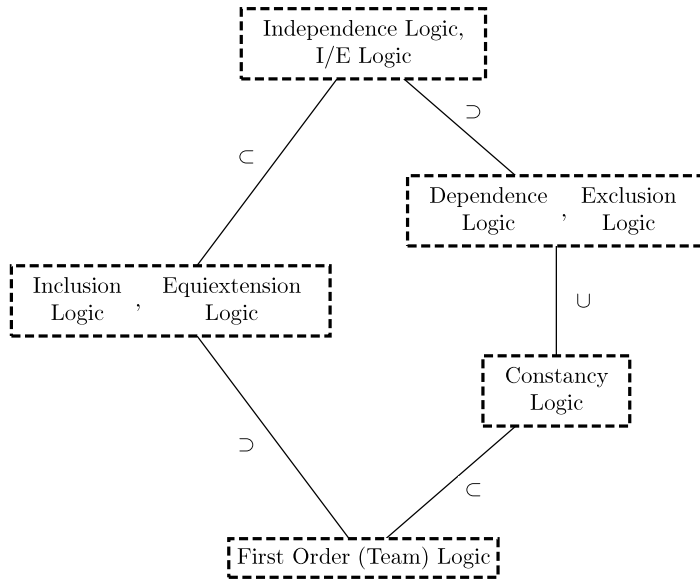 Independence Logic,
I/E Logic
⊂
⊃
Dependence Logic , Exclusion Logic
Inclusion Logic , Equiextension Logic
∪
Constancy
Logic
⊃
⊂
First Order (Team) Logic